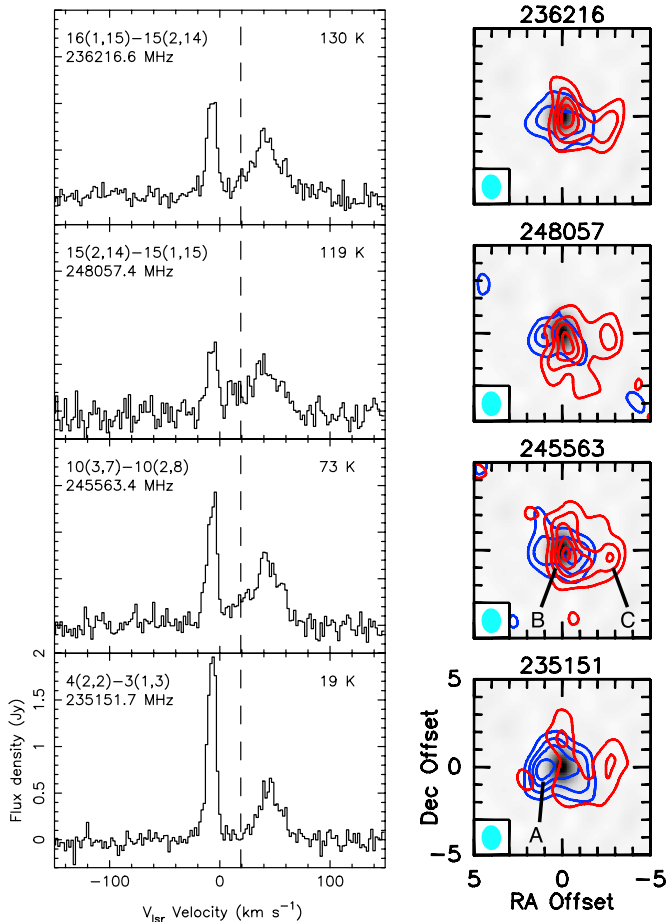 16(1,15)−15(2,14) 130 K
236216.6 MHz
15(2,14)−15(1,15) 119 K
248057.4 MHz
10(3,7)−10(2,8) 73 K
245563.4 MHz
4(2,2)−3(1,3) 19 K
235151.7 MHz
2
1.5
1
0.5
0
Flux density (Jy)
−100 0 100
V_lsr Velocity (km s⁻¹)
236216
248057
245563
B C
235151
5
0
−5
Dec Offset
A
5 0 −5
RA Offset